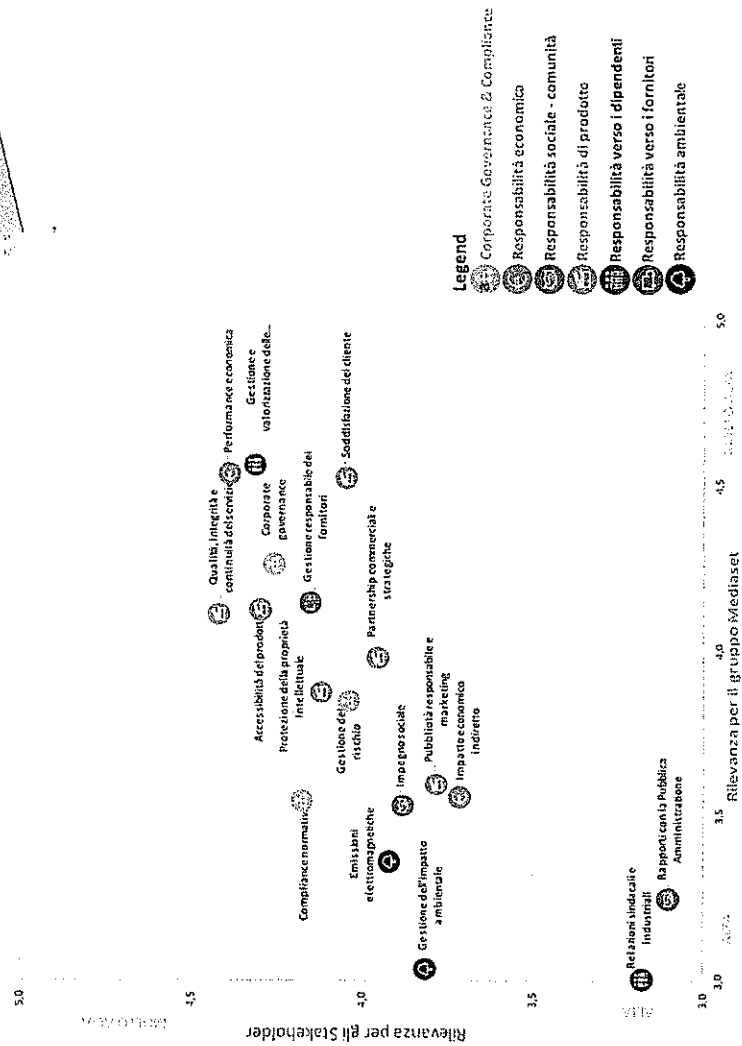 5,0
4,5
4,0
3,5
3,0
Rilevanza per gli Stakeholder
Qualità, integrità e
continuità del servizio
Performance economica
Gestione e
valorizzazione delle...
Corporate
governance
Accessibilità del prodotto
Gestione responsabile dei
fornitori
Soddisfazione del cliente
Protezione della proprietà
Intellettuale
Compliance normativa
Gestione del
rischio
Partnership commerciali e
strategiche
Emissioni
elettromagnetiche
Impegno sociale
Pubblicità responsabile e
marketing
Gestione dell'impatto
ambientale
Impatto economico
indiretto
Relazioni sindacali e
Industriali
Rapporti con la Pubblica
Amministrazione
ALTA
3,0
3,5
4,0
4,5
5,0
ALTA
Rilevanza per il gruppo Mediaset
Legend
Corporate Governance & Compliance
Responsabilità economica
Responsabilità sociale - comunità
Responsabilità di prodotto
Responsabilità verso i dipendenti
Responsabilità verso i fornitori
Responsabilità ambientale